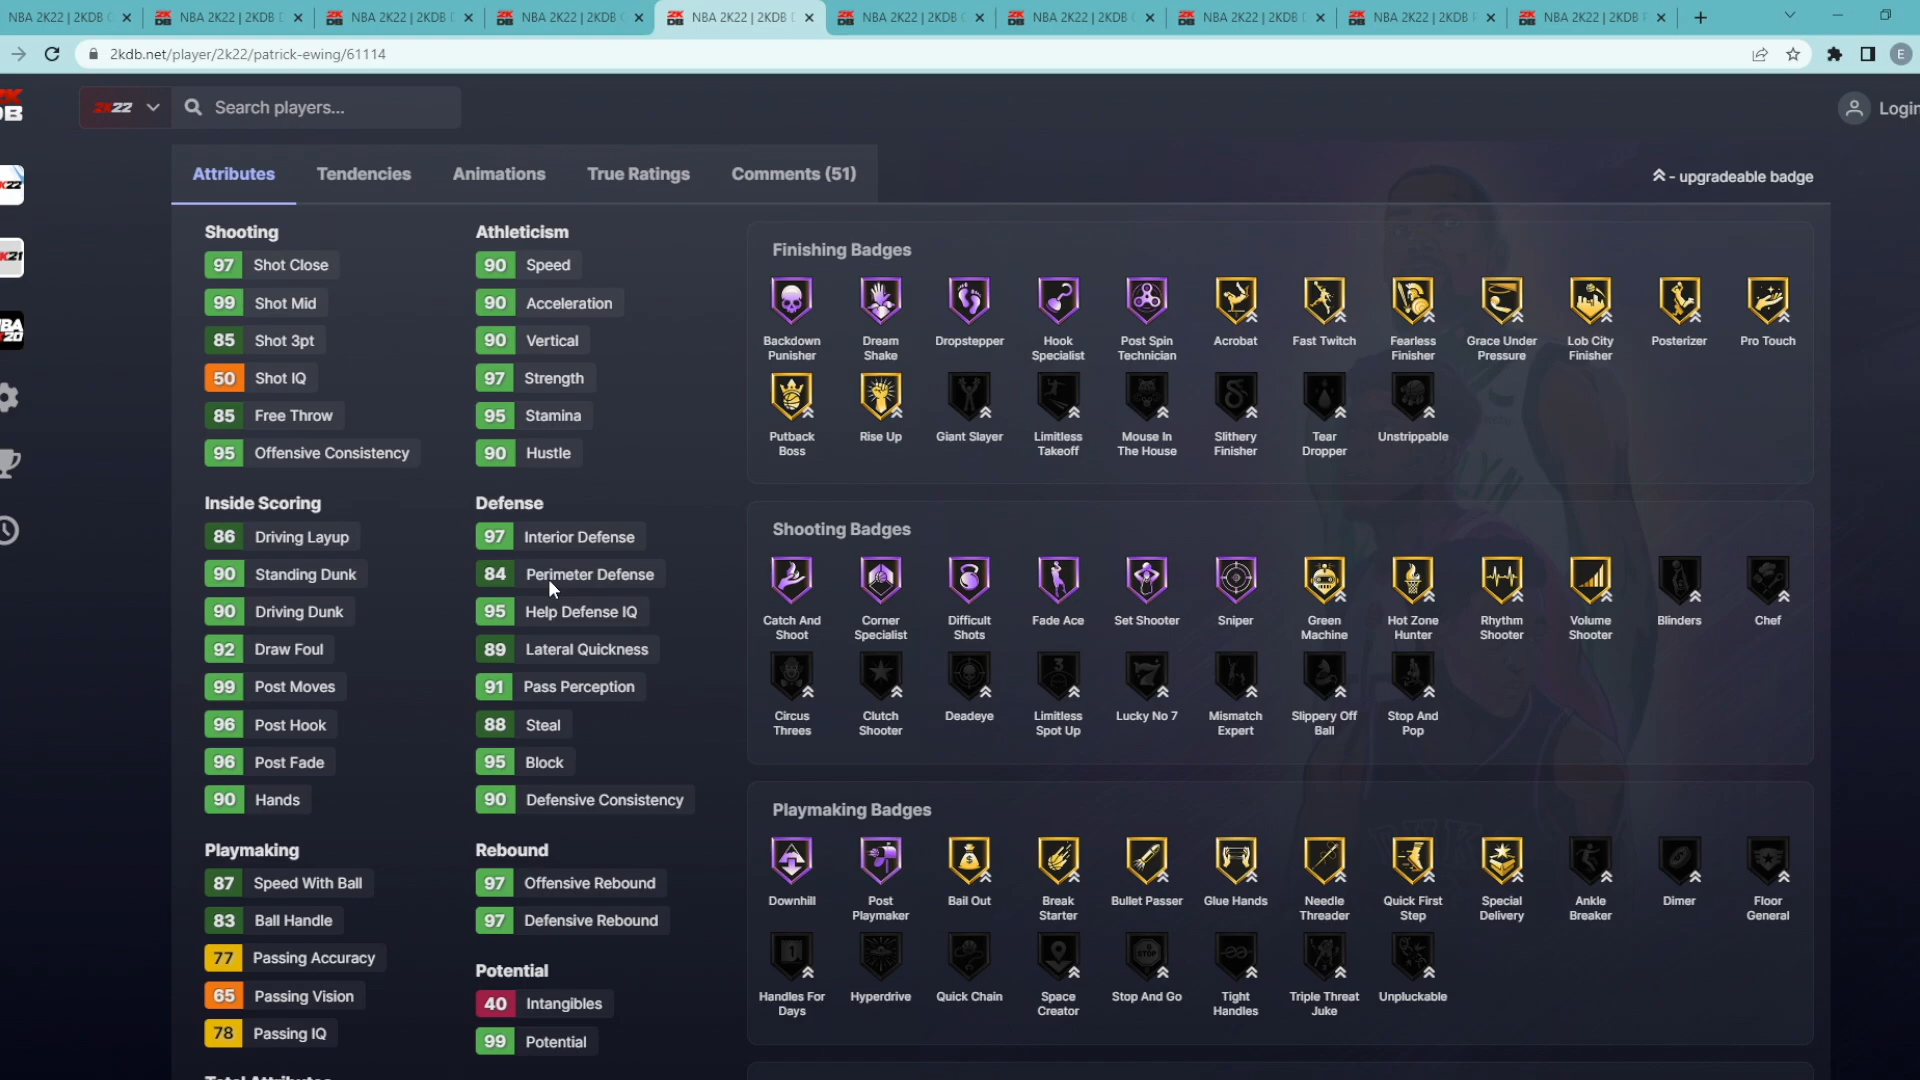 NBA 2K22 | 2KDB
NBA 2K22 | 2KDB
NBA 2K22 | 2KDB
NBA 2K22 | 2KDB
NBA 2K22 | 2KDB
NBA 2K22 | 2KDB
NBA 2K22 | 2KDB
NBA 2K22 | 2KDB
NBA 2K22 | 2KDB
NBA 2K22 | 2KDB
2kdb.net/player/2k22/patrick-ewing/61114
E
2K22
Search players...
Login
Attributes
Tendencies
Animations
True Ratings
Comments (51)
- upgradeable badge
Shooting
97 Shot Close
99 Shot Mid
85 Shot 3pt
50 Shot IQ
85 Free Throw
95 Offensive Consistency
Inside Scoring
86 Driving Layup
90 Standing Dunk
90 Driving Dunk
92 Draw Foul
99 Post Moves
96 Post Hook
96 Post Fade
90 Hands
Playmaking
87 Speed With Ball
83 Ball Handle
77 Passing Accuracy
65 Passing Vision
78 Passing IQ
Total Attributes
Athleticism
90 Speed
90 Acceleration
90 Vertical
97 Strength
95 Stamina
90 Hustle
Defense
97 Interior Defense
84 Perimeter Defense
95 Help Defense IQ
89 Lateral Quickness
91 Pass Perception
88 Steal
95 Block
90 Defensive Consistency
Rebound
97 Offensive Rebound
97 Defensive Rebound
Potential
40 Intangibles
99 Potential
Finishing Badges
Backdown Punisher
Dream Shake
Dropstepper
Hook Specialist
Post Spin Technician
Acrobat
Fast Twitch
Fearless Finisher
Grace Under Pressure
Lob City Finisher
Posterizer
Pro Touch
Putback Boss
Rise Up
Giant Slayer
Limitless Takeoff
Mouse In The House
Slithery Finisher
Tear Dropper
Unstrippable
Shooting Badges
Catch And Shoot
Corner Specialist
Difficult Shots
Fade Ace
Set Shooter
Sniper
Green Machine
Hot Zone Hunter
Rhythm Shooter
Volume Shooter
Blinders
Chef
Circus Threes
Clutch Shooter
Deadeye
Limitless Spot Up
Lucky No 7
Mismatch Expert
Slippery Off Ball
Stop And Pop
Playmaking Badges
Downhill
Post Playmaker
Bail Out
Break Starter
Bullet Passer
Glue Hands
Needle Threader
Quick First Step
Special Delivery
Ankle Breaker
Dimer
Floor General
Handles For Days
Hyperdrive
Quick Chain
Space Creator
Stop And Go
Tight Handles
Triple Threat Juke
Unpluckable